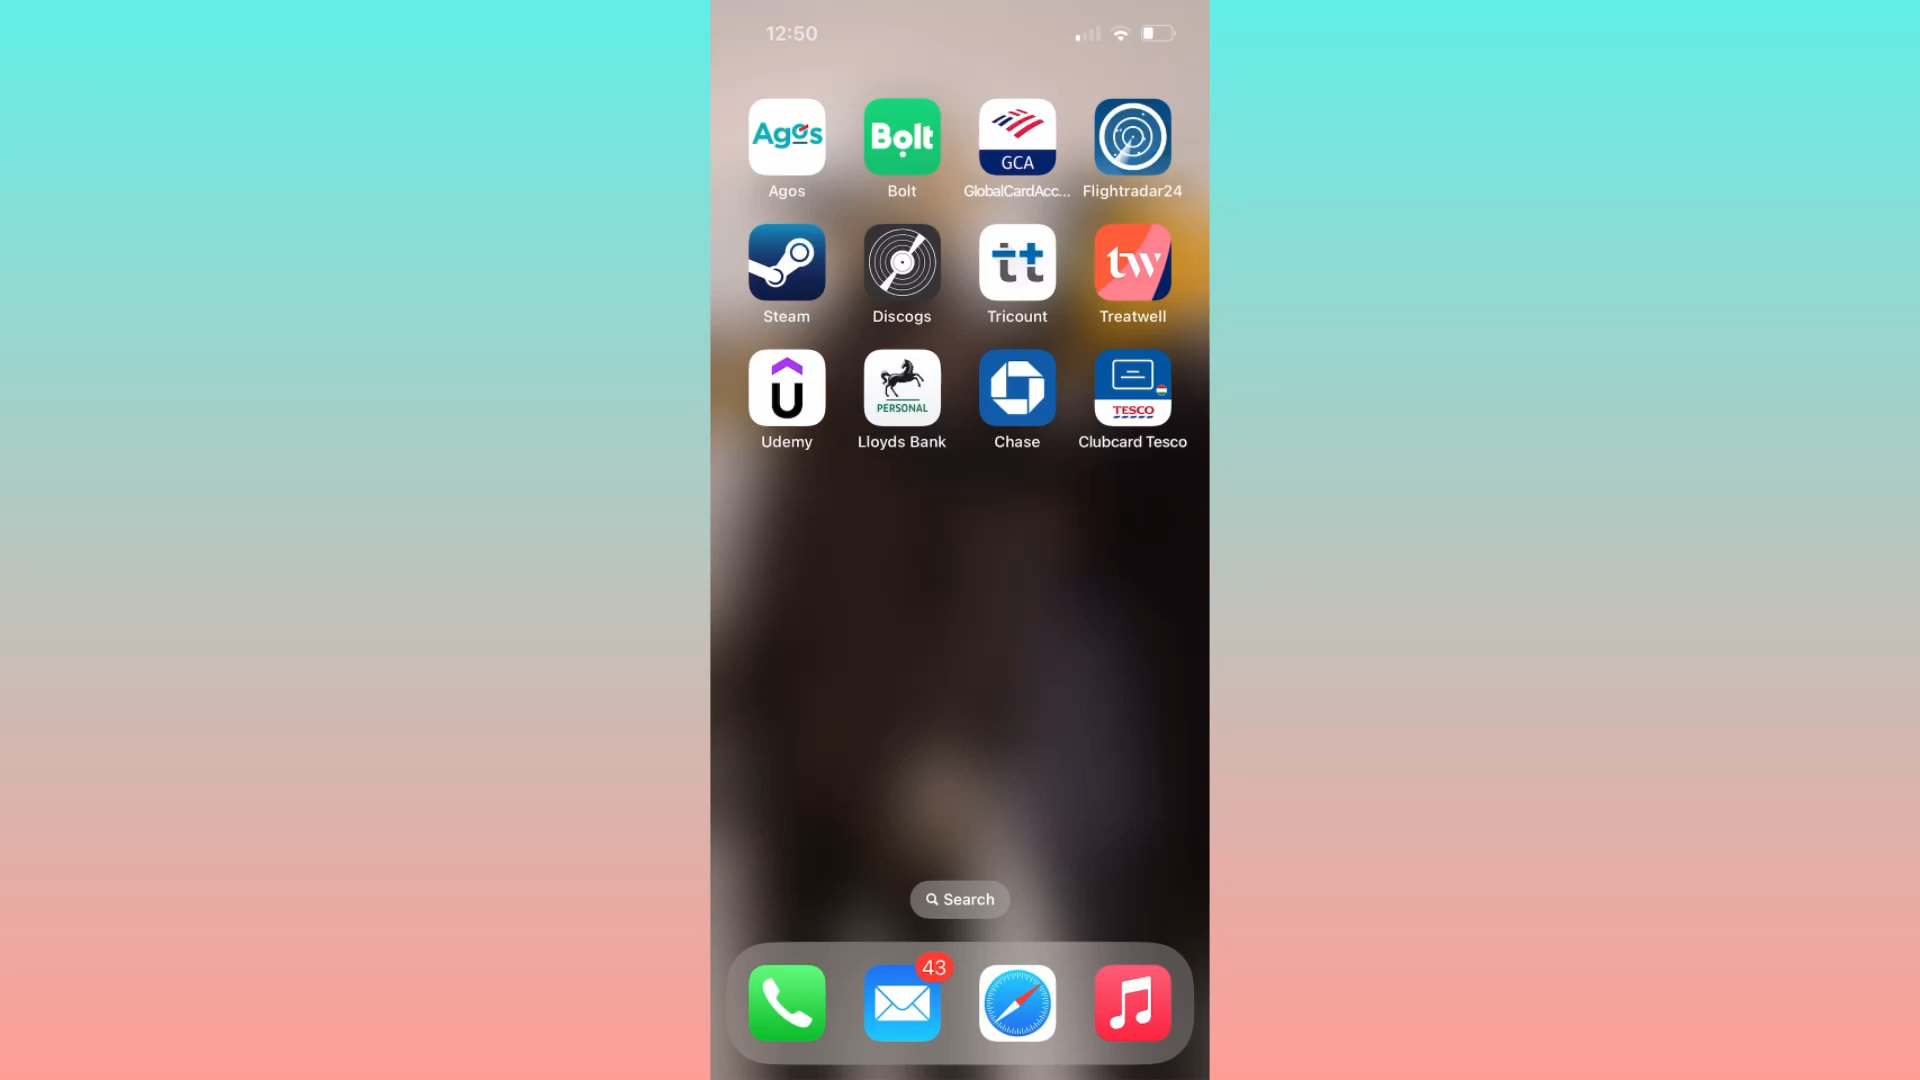 12:50
Agos
Bolt
GCA
Agos
Bolt
GlobalCardAcc...
Flightradar24
tt
tw
Steam
Discogs
Tricount
Treatwell
U
PERSONAL
TESCO
Udemy
Lloyds Bank
Chase
Clubcard Tesco
Search
43